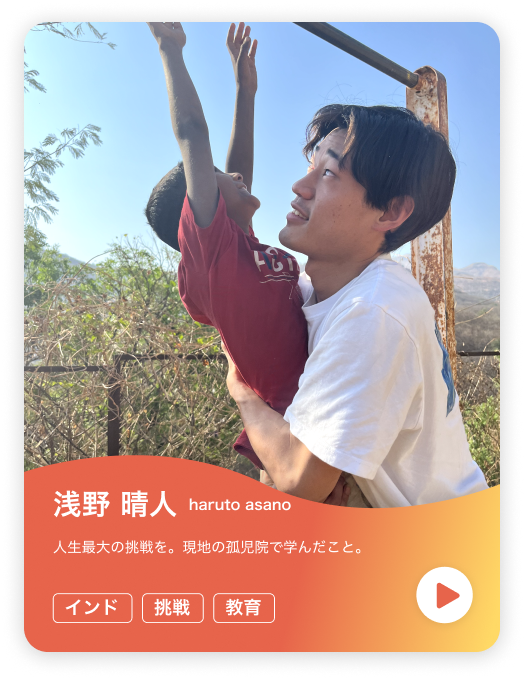 浅野 晴人 haruto asano
人生最大の挑戦を。現地の孤児院で学んだこと。
インド 挑戦 教育